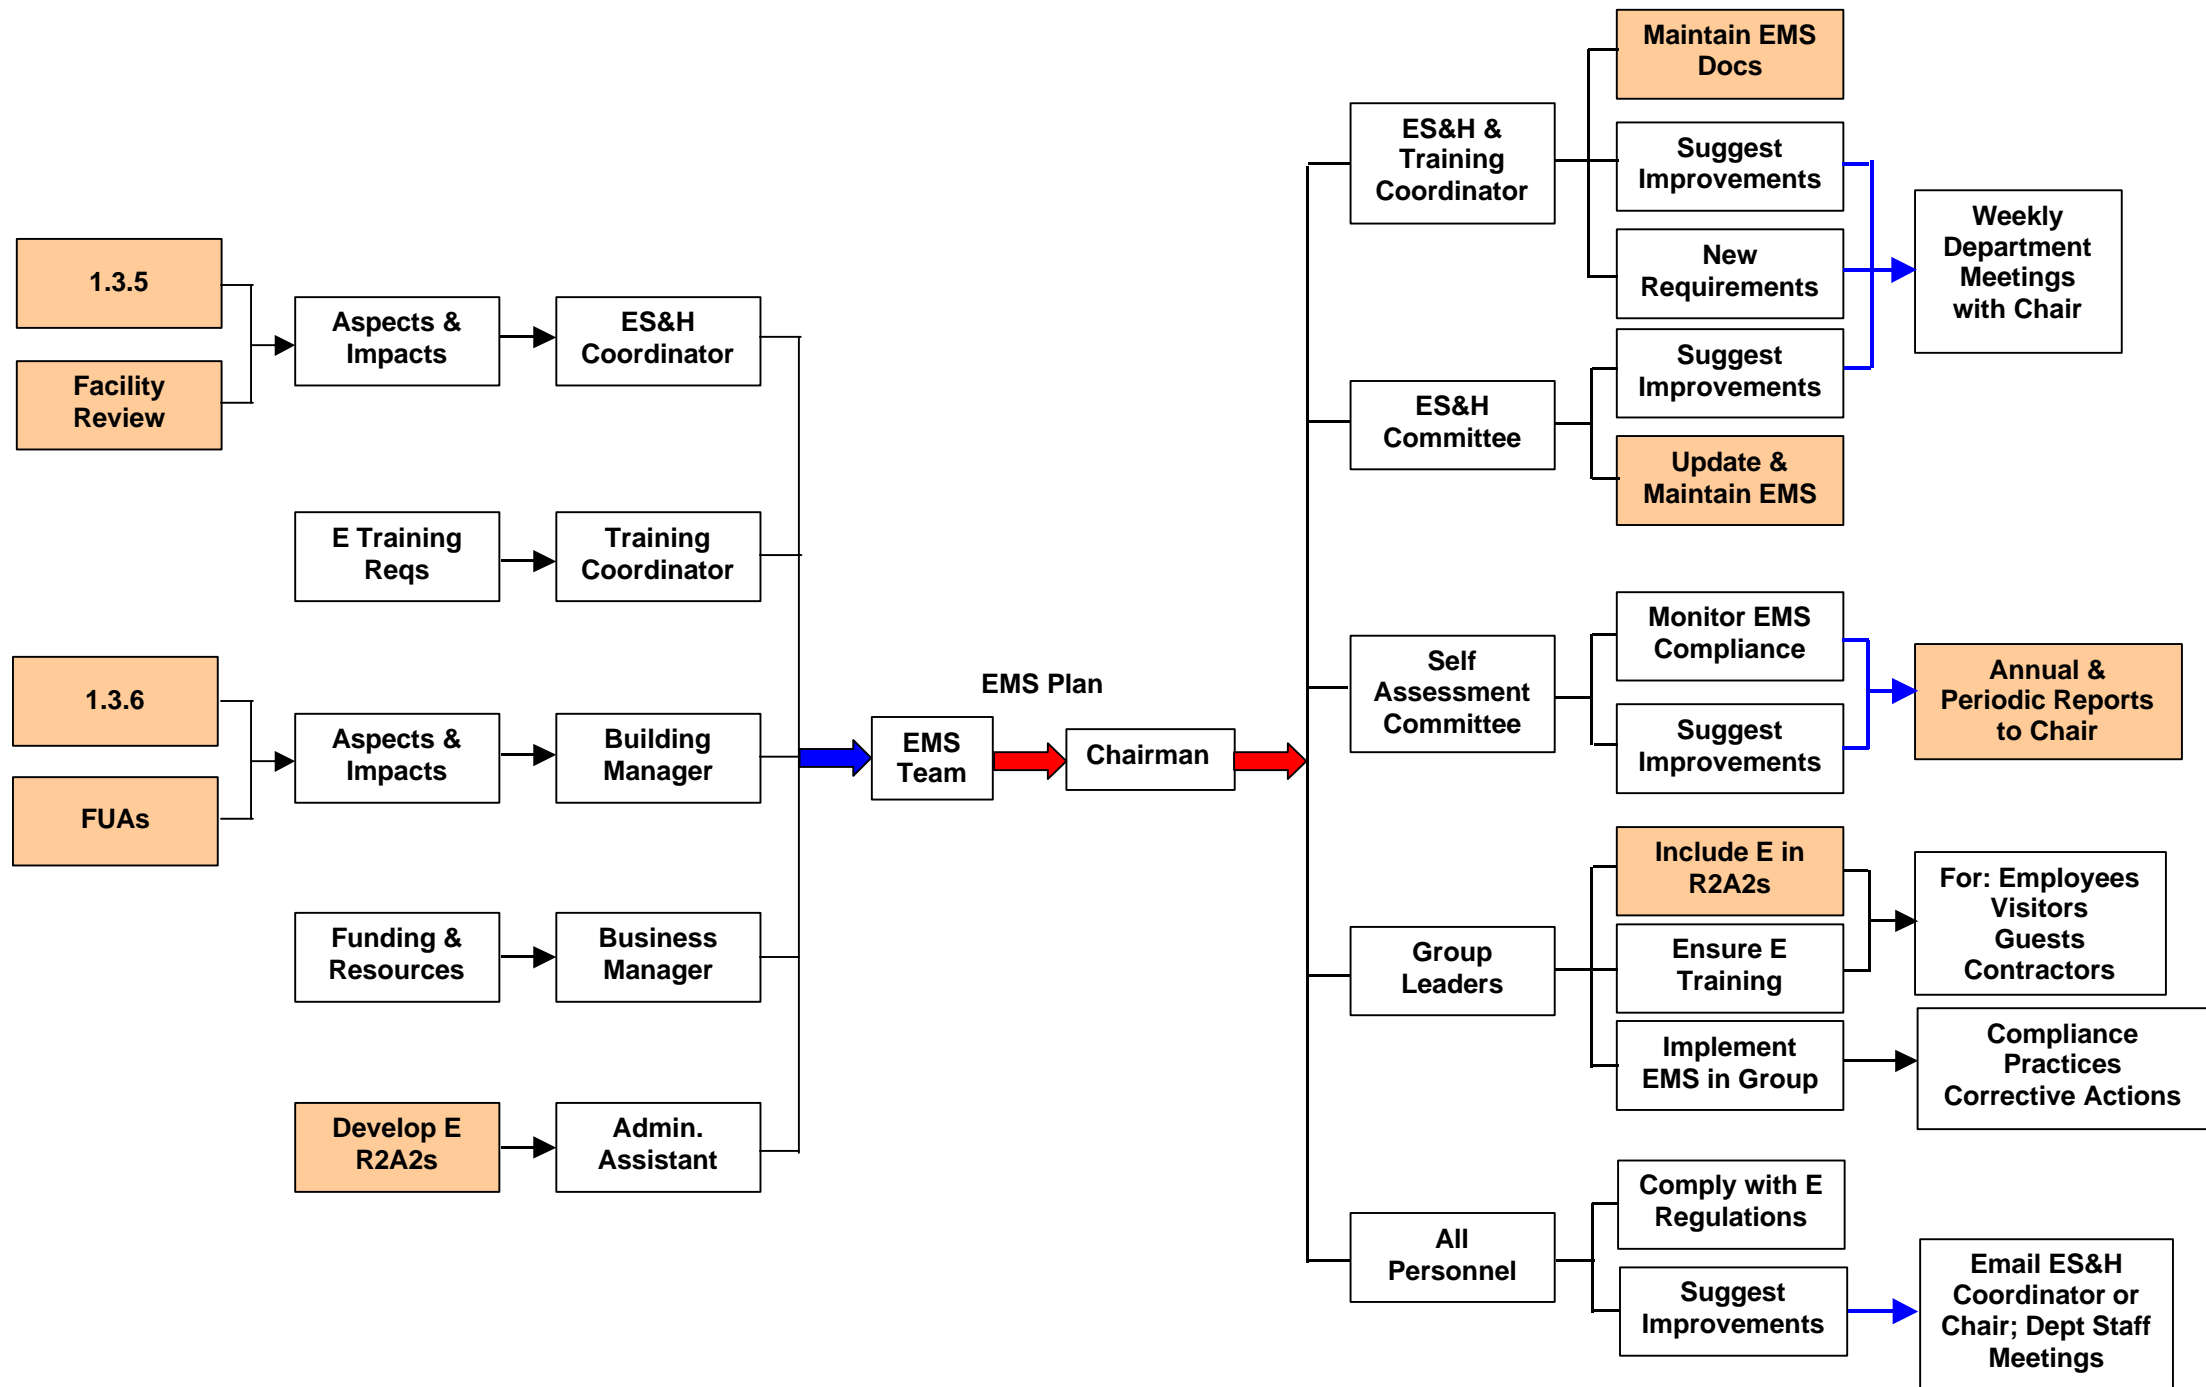 1.3.5
Facility
Review
Aspects &
Impacts
ES&H
Coordinator
E Training
Reqs
Training
Coordinator
1.3.6
FUAs
Aspects &
Impacts
Building
Manager
Funding &
Resources
Business
Manager
Develop E
R2A2s
Admin.
Assistant
EMS
Team
EMS Plan
Chairman
ES&H &
Training
Coordinator
Maintain EMS
Docs
Suggest
Improvements
New
Requirements
Weekly
Department
Meetings
with Chair
ES&H
Committee
Suggest
Improvements
Update &
Maintain EMS
Self
Assessment
Committee
Monitor EMS
Compliance
Suggest
Improvements
Annual &
Periodic Reports
to Chair
Group
Leaders
Include E in
R2A2s
Ensure E
Training
Implement
EMS in Group
For: Employees
Visitors
Guests
Contractors
Compliance
Practices
Corrective Actions
All
Personnel
Comply with E
Regulations
Suggest
Improvements
Email ES&H
Coordinator or
Chair; Dept Staff
Meetings